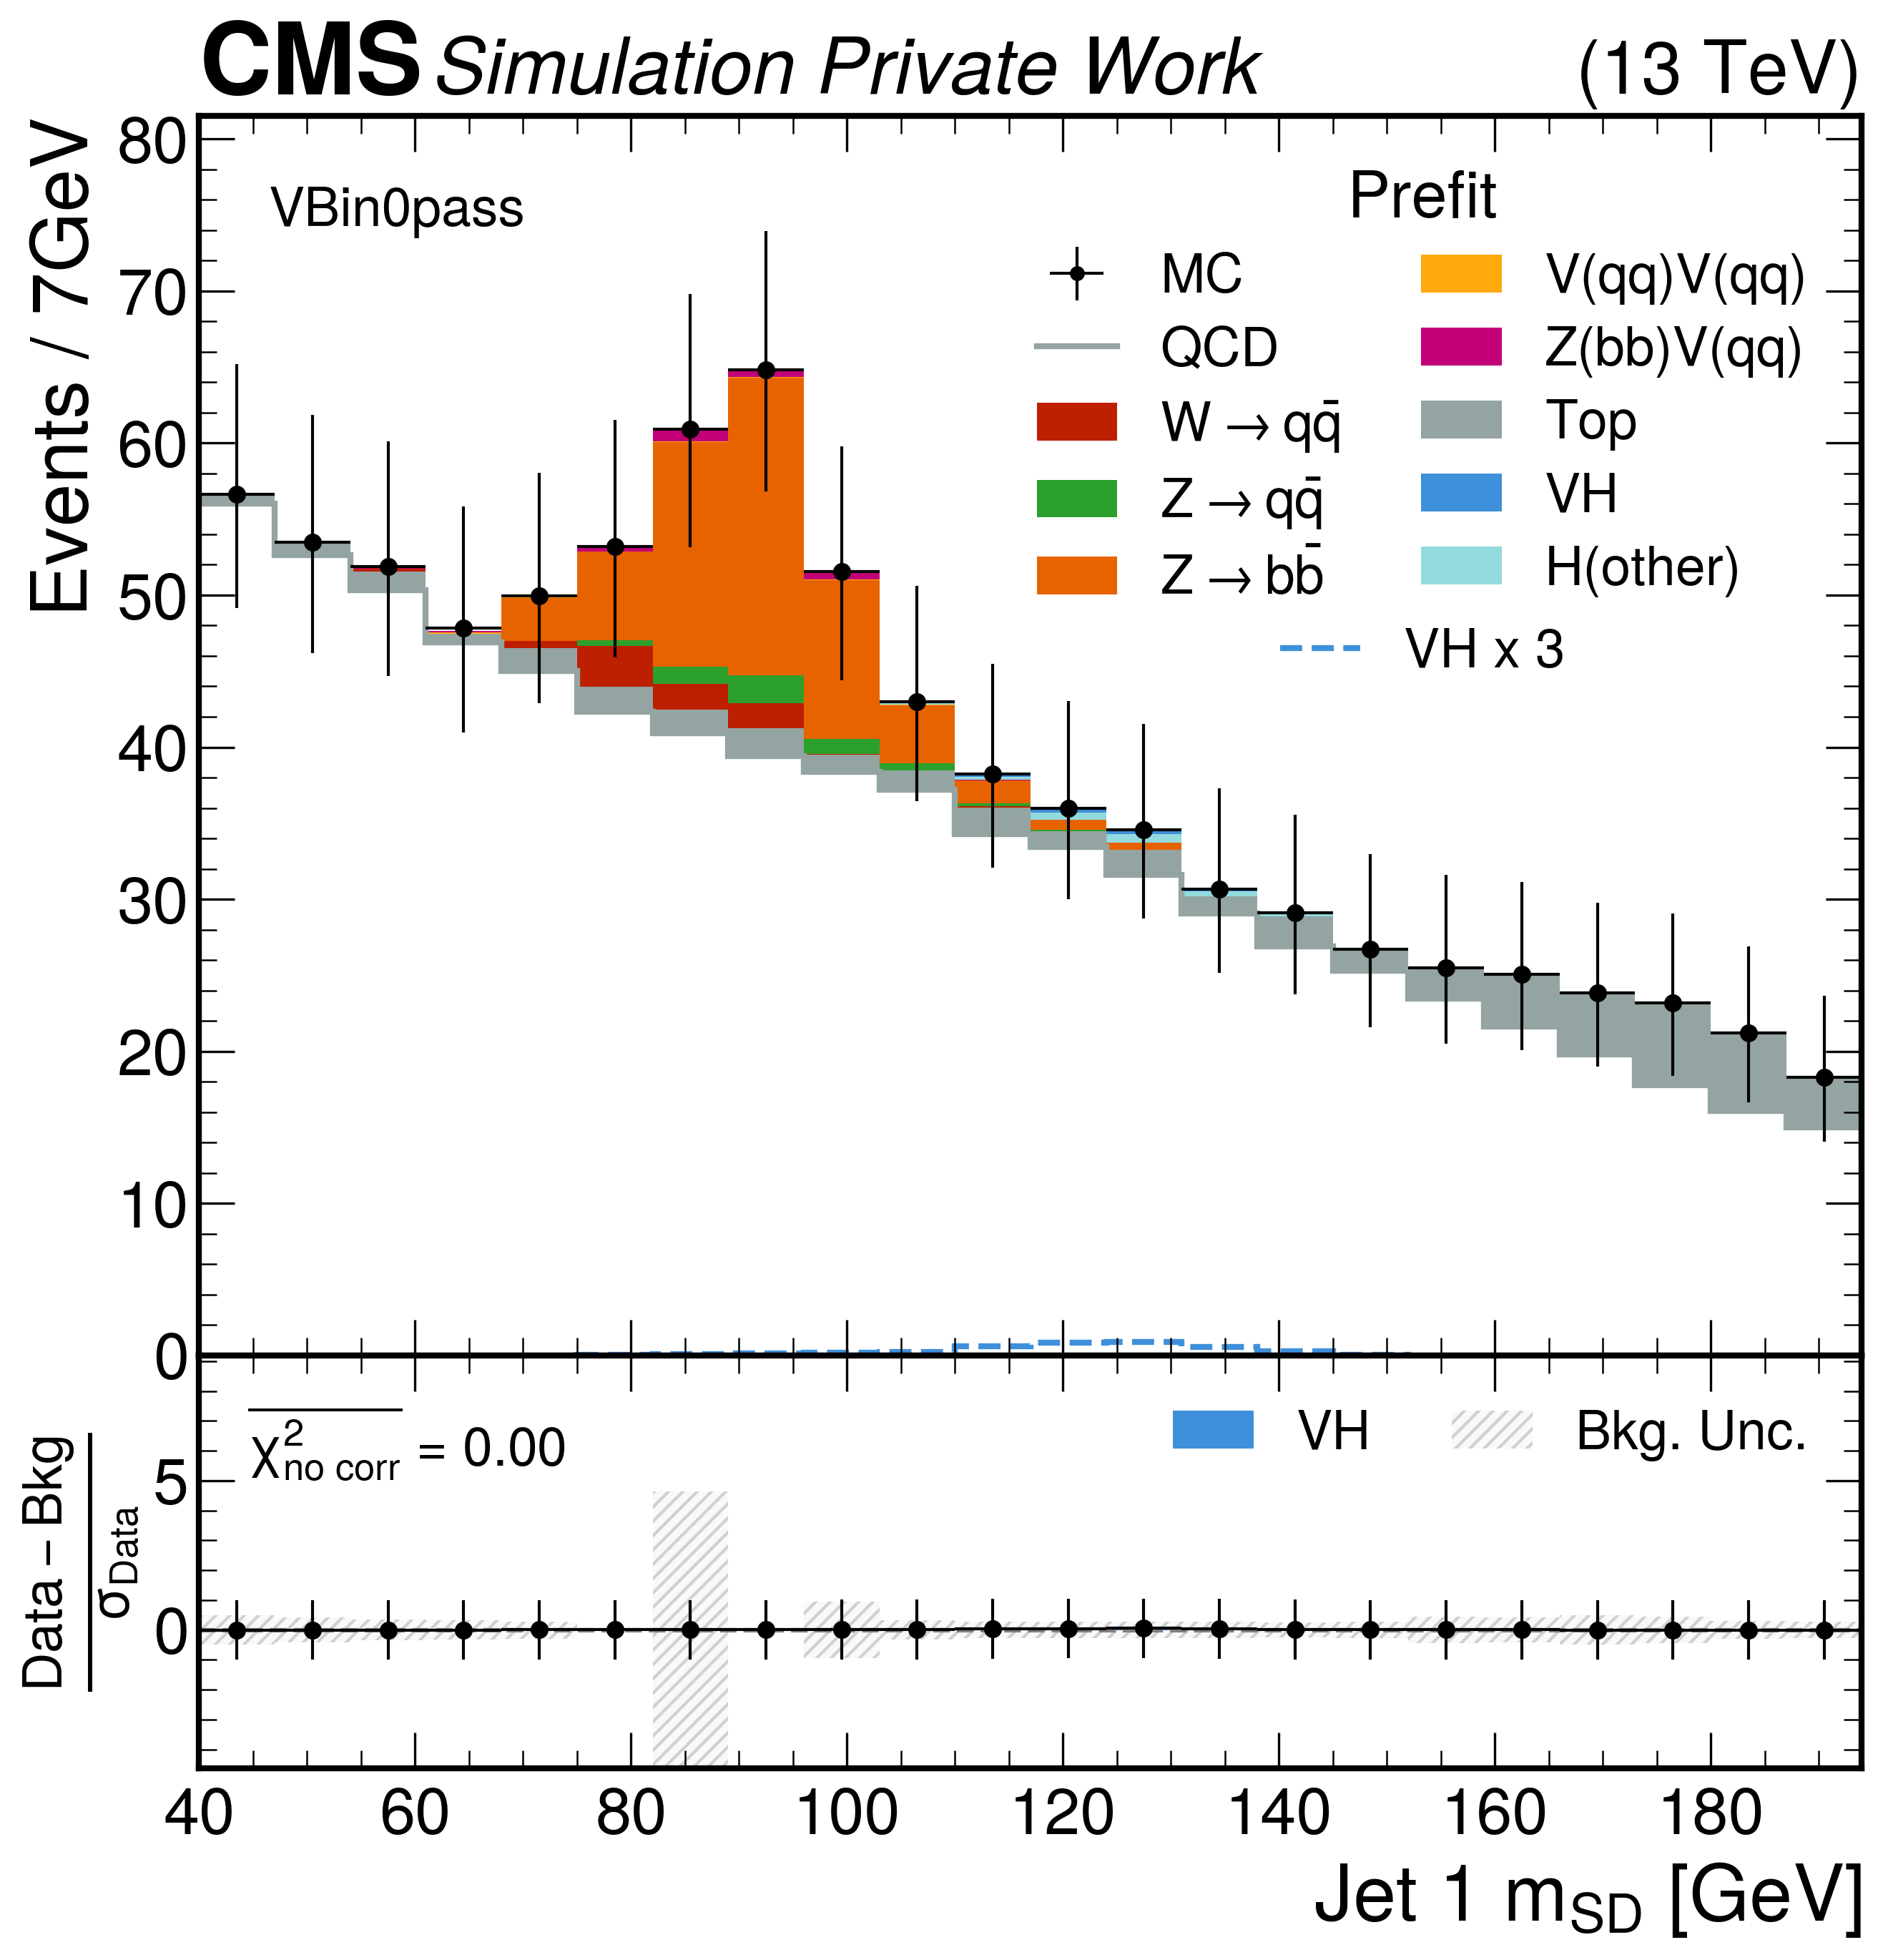 CMS Simulation Private Work (13 TeV)
Events / 7GeV
80
70
60
50
40
30
20
10
0
VBin0pass
Prefit
MC
QCD
W → qq̄
Z → qq̄
Z → bb̄
V(qq)V(qq)
Z(bb)V(qq)
Top
VH
H(other)
VH x 3
Data − Bkg
σData
5
0
χ²no corr = 0.00
VH
Bkg. Unc.
40 60 80 100 120 140 160 180
Jet 1 mSD [GeV]